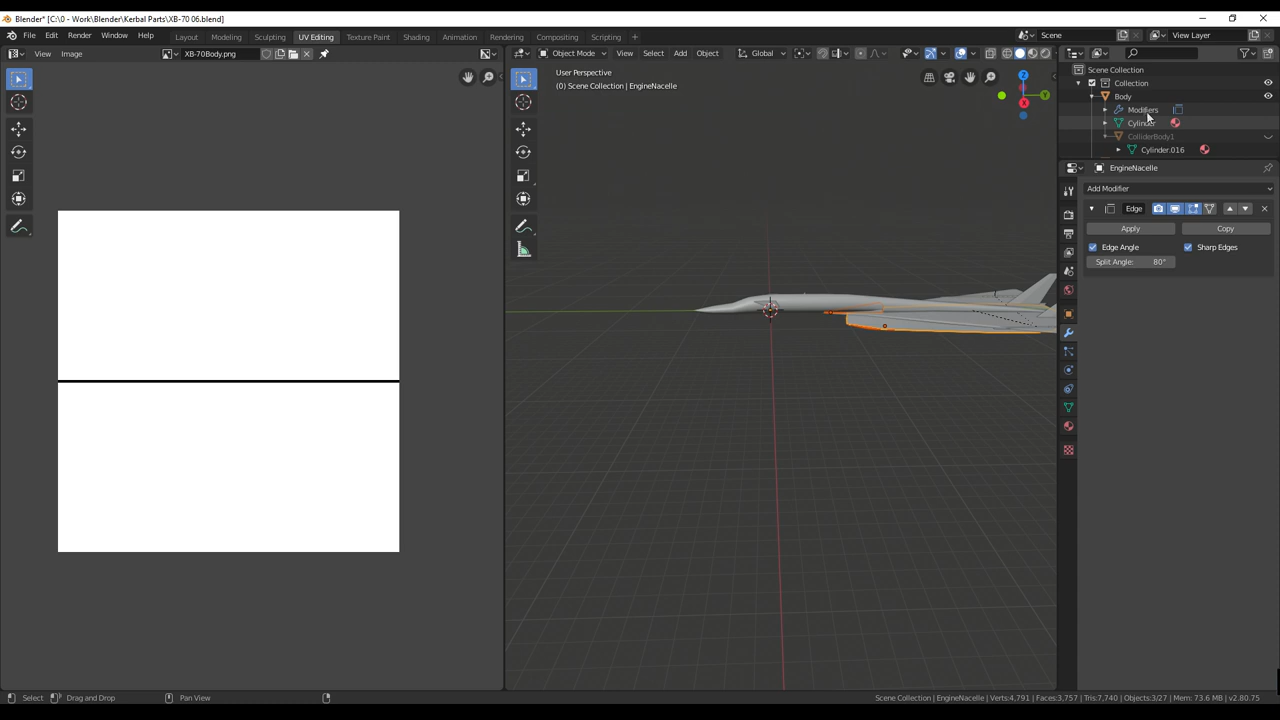 Blender* [C:\0 - Work\Blender\Kerbal Parts\XB-70 06.blend]
File Edit Render Window Help Layout Modeling Sculpting UV Editing Texture Paint Shading Animation Rendering Compositing Scripting + Scene View Layer
View Image XB-70Body.png Object Mode View Select Add Object Global
Scene Collection
Collection
Body
Modifiers
Cylinder
ColliderBody1
Cylinder.016
User Perspective
(0) Scene Collection | EngineNacelle
Z
Y
X
EngineNacelle
Add Modifier
Edge
Apply Copy
Edge Angle Sharp Edges
Split Angle: 80°
Select Drag and Drop Pan View Scene Collection | EngineNacelle | Verts:4,791 | Faces:3,757 | Tris:7,740 | Objects:3/27 | Mem: 73.6 MB | v2.80.75